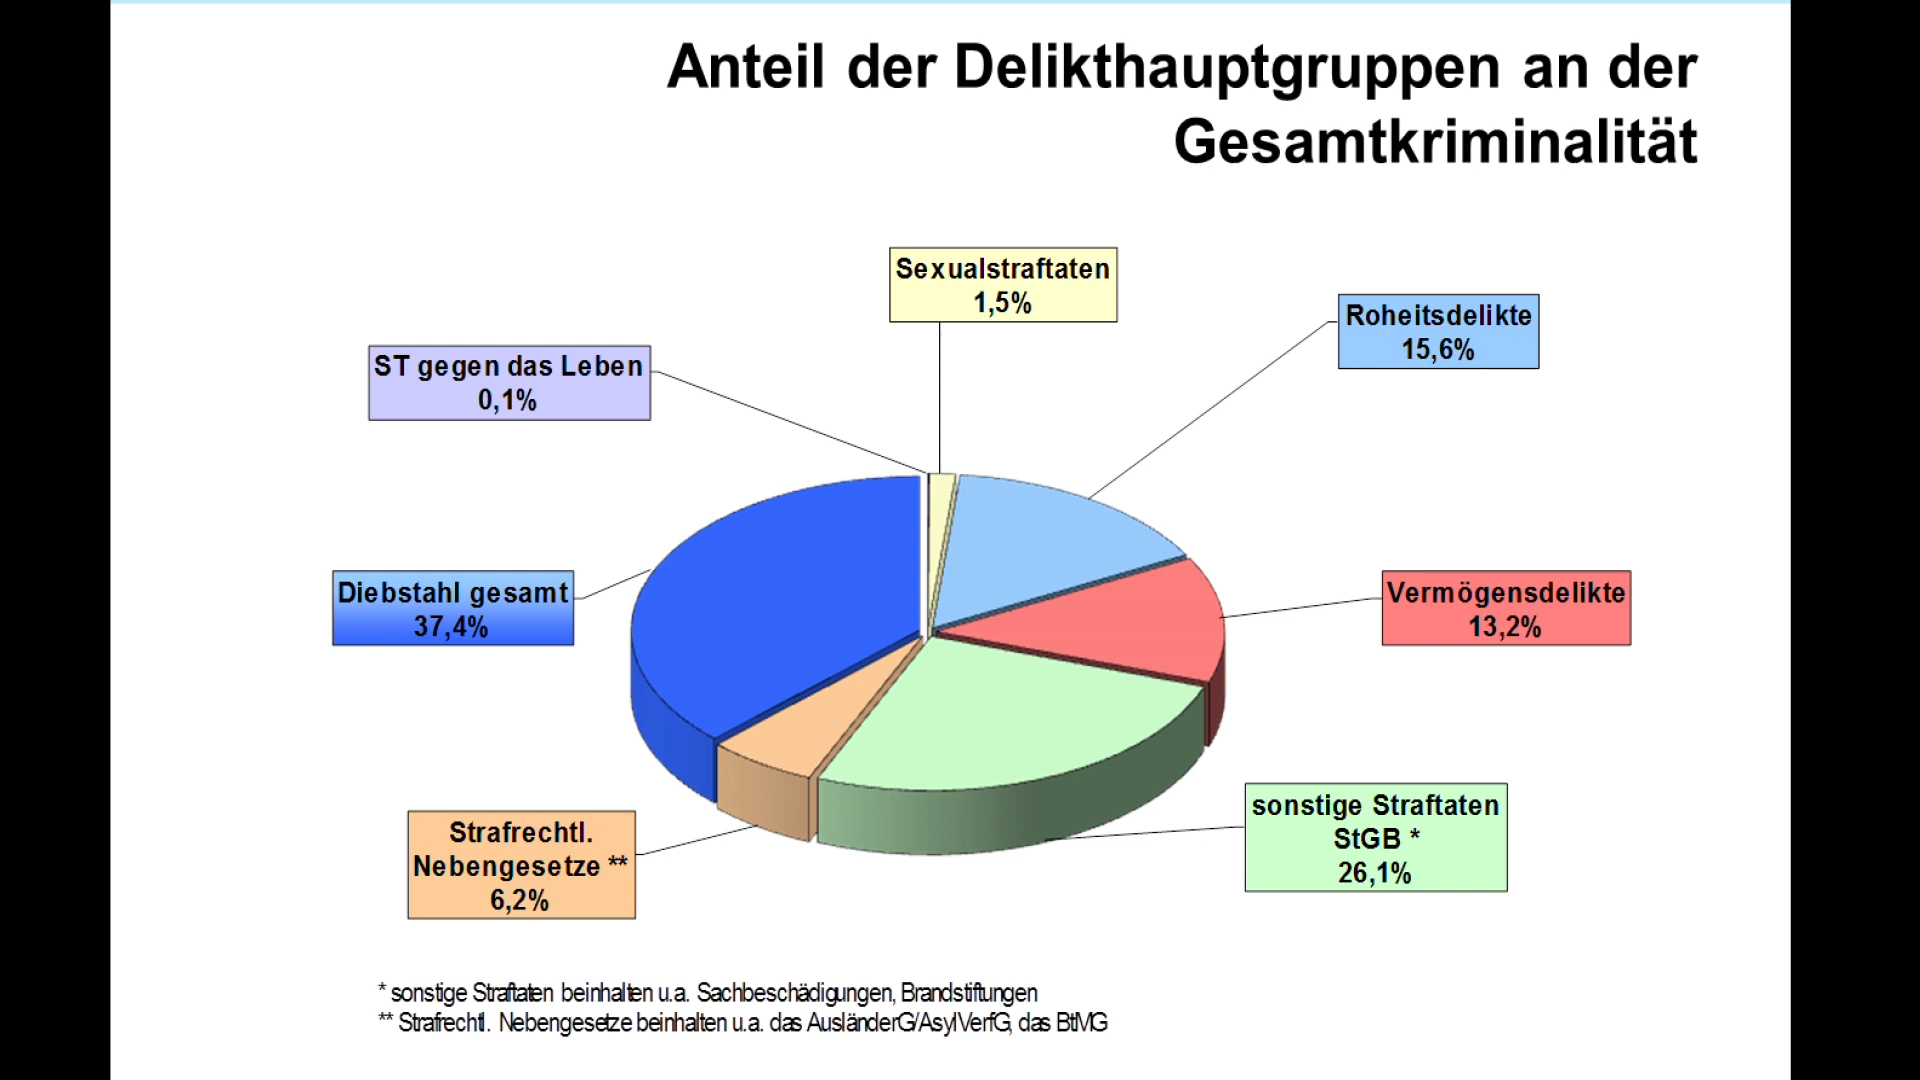 Anteil der Delikthauptgruppen an der
Gesamtkriminalität
Sexualstraftaten
1,5%
Roheitsdelikte
15,6%
ST gegen das Leben
0,1%
Diebstahl gesamt
37,4%
Vermögensdelikte
13,2%
sonstige Straftaten
StGB *
26,1%
Strafrechtl.
Nebengesetze **
6,2%
* sonstige Straftaten beinhalten u.a. Sachbeschädigungen, Brandstiftungen
** Strafrechtl. Nebengesetze beinhalten u.a. das AusländerG/AsylVerfG, das BtMG